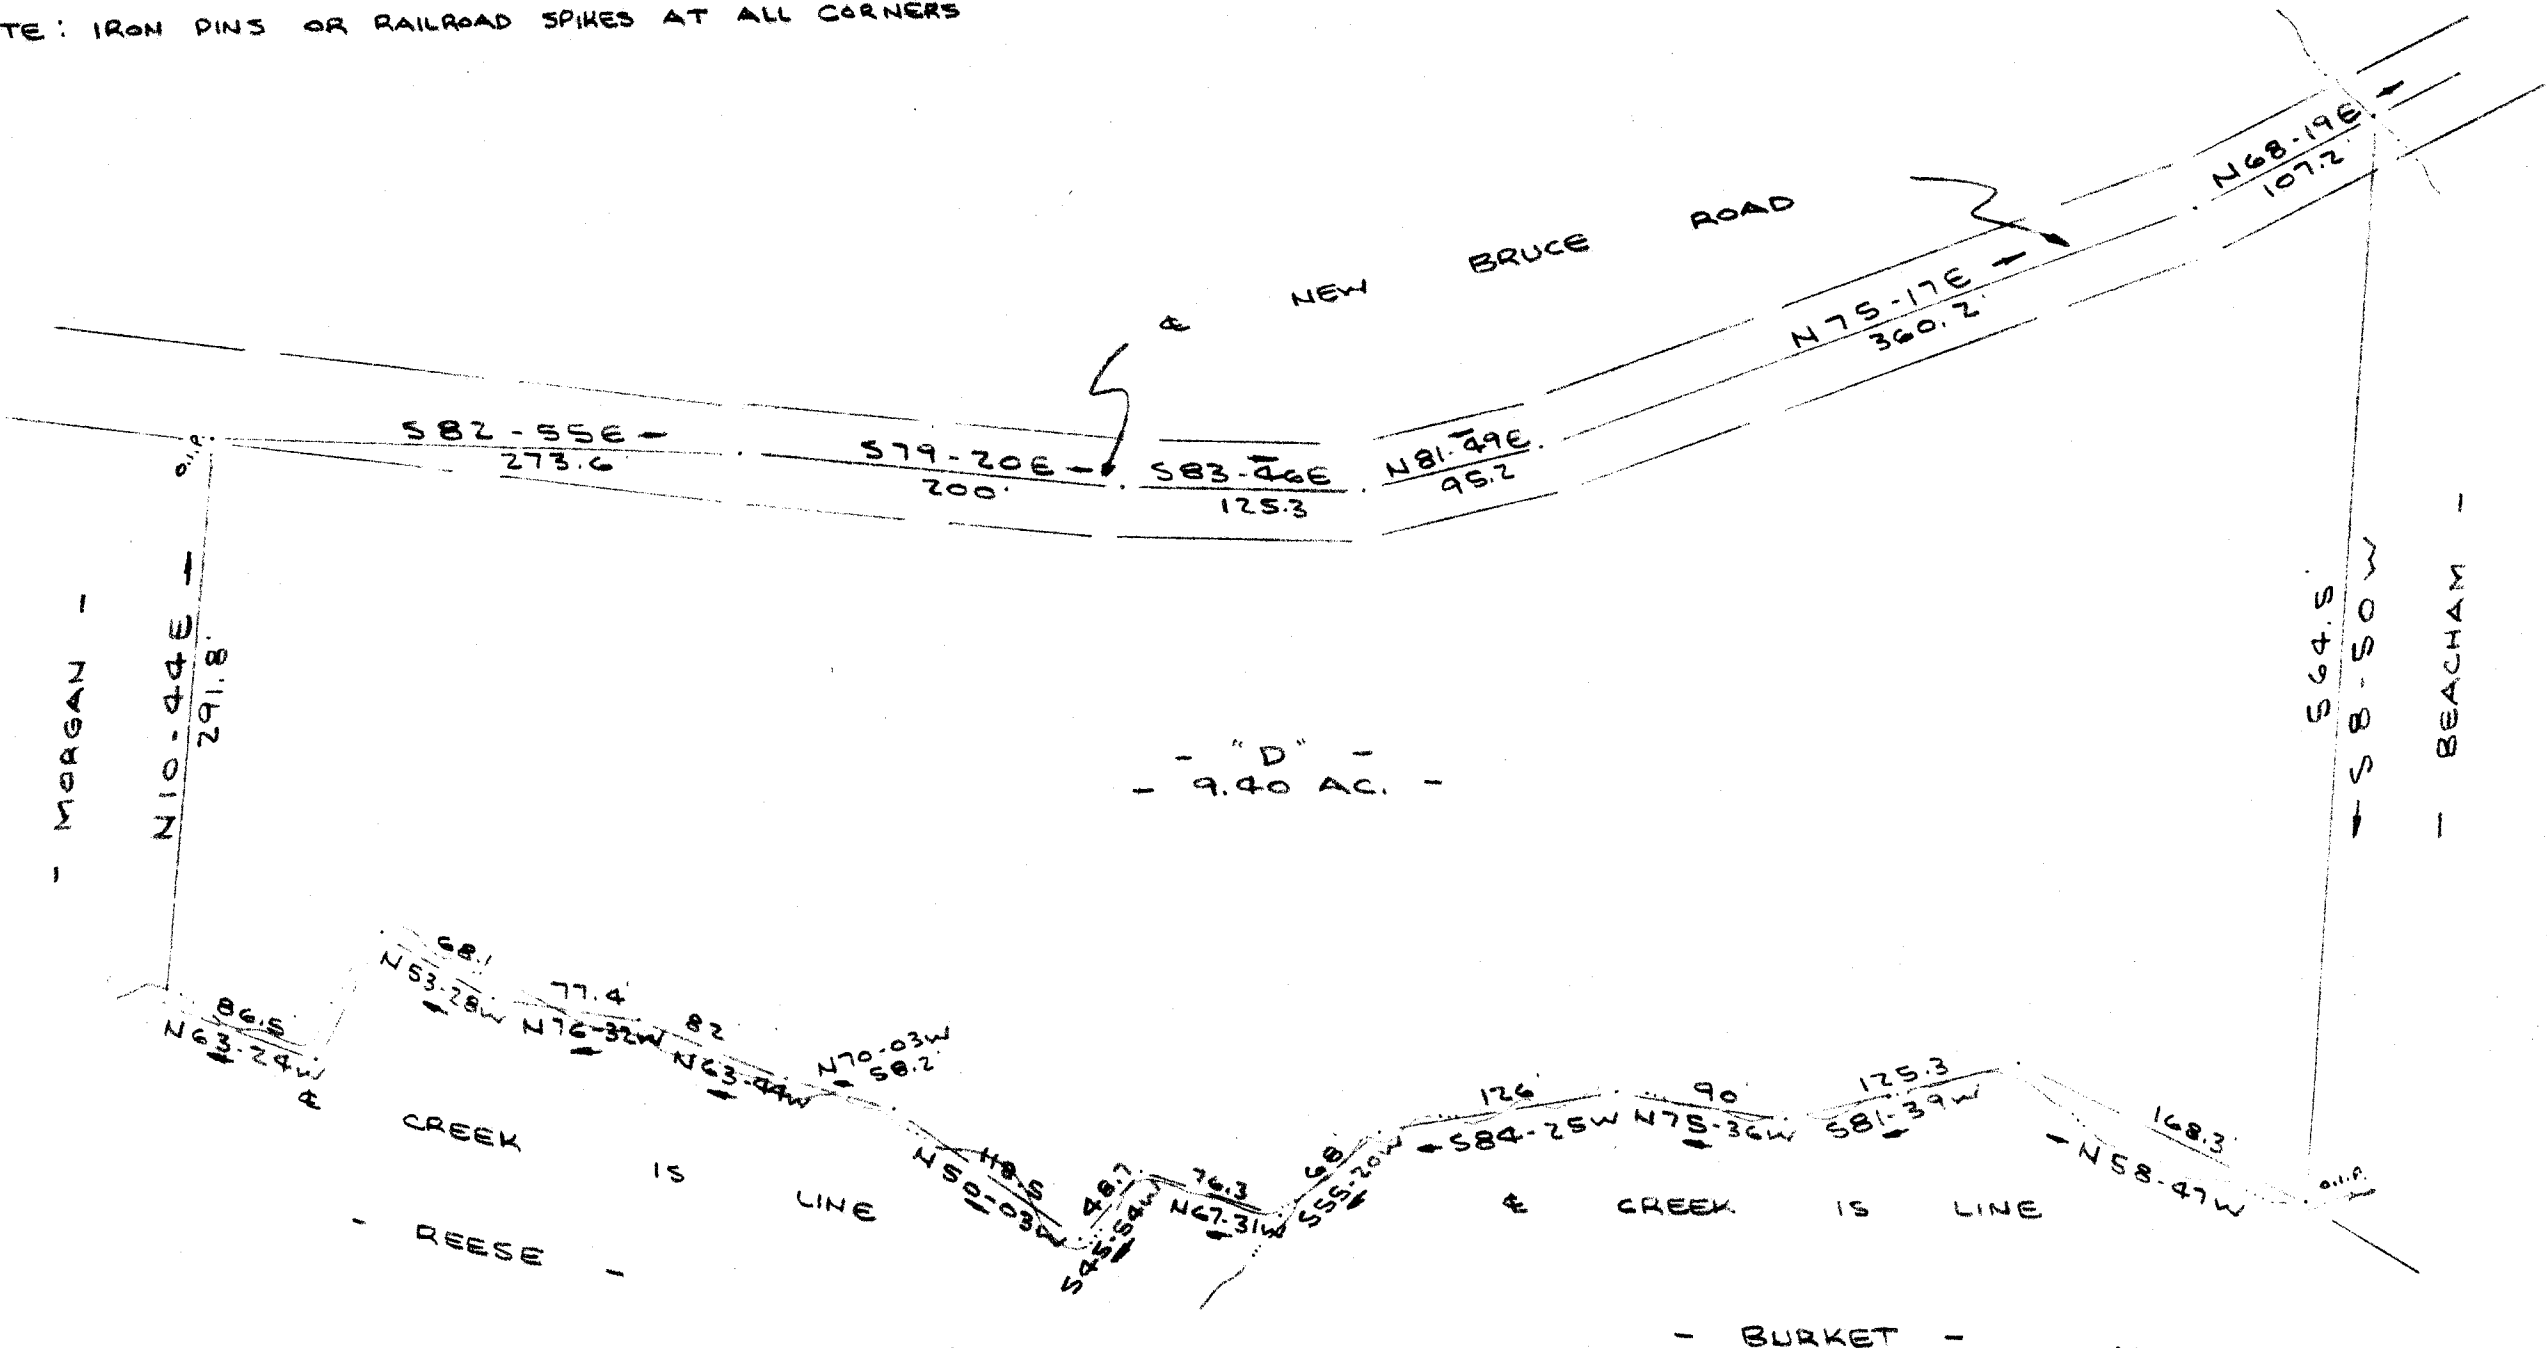 TE: IRON PINS OR RAILROAD SPIKES AT ALL CORNERS
N68-19E
107.2'
℄ NEW BRUCE ROAD
N75-17E
360.2'
S82-55E
273.6'
S79-20E
200'
S83-46E
125.3
N81-49E
95.2
O.I.P.
N10-44E
291.8'
- MORGAN -
564.5'
S8-50W
- BEACHAM -
- "D" -
- 9.40 AC. -
68.1
N53-28W
77.4'
N76-32W
82
N63-44W
N70-03W
58.2'
86.5'
N63-24W
118.5
N50-03W
48.7
S45-54W
76.3
N67-31W
68
S55-20W
126'
S84-25W
90'
N75-36W
125.3
S81-39W
168.3'
N58-47W
O.I.P.
℄ CREEK IS LINE
℄ CREEK IS LINE
- REESE -
- BURKET -